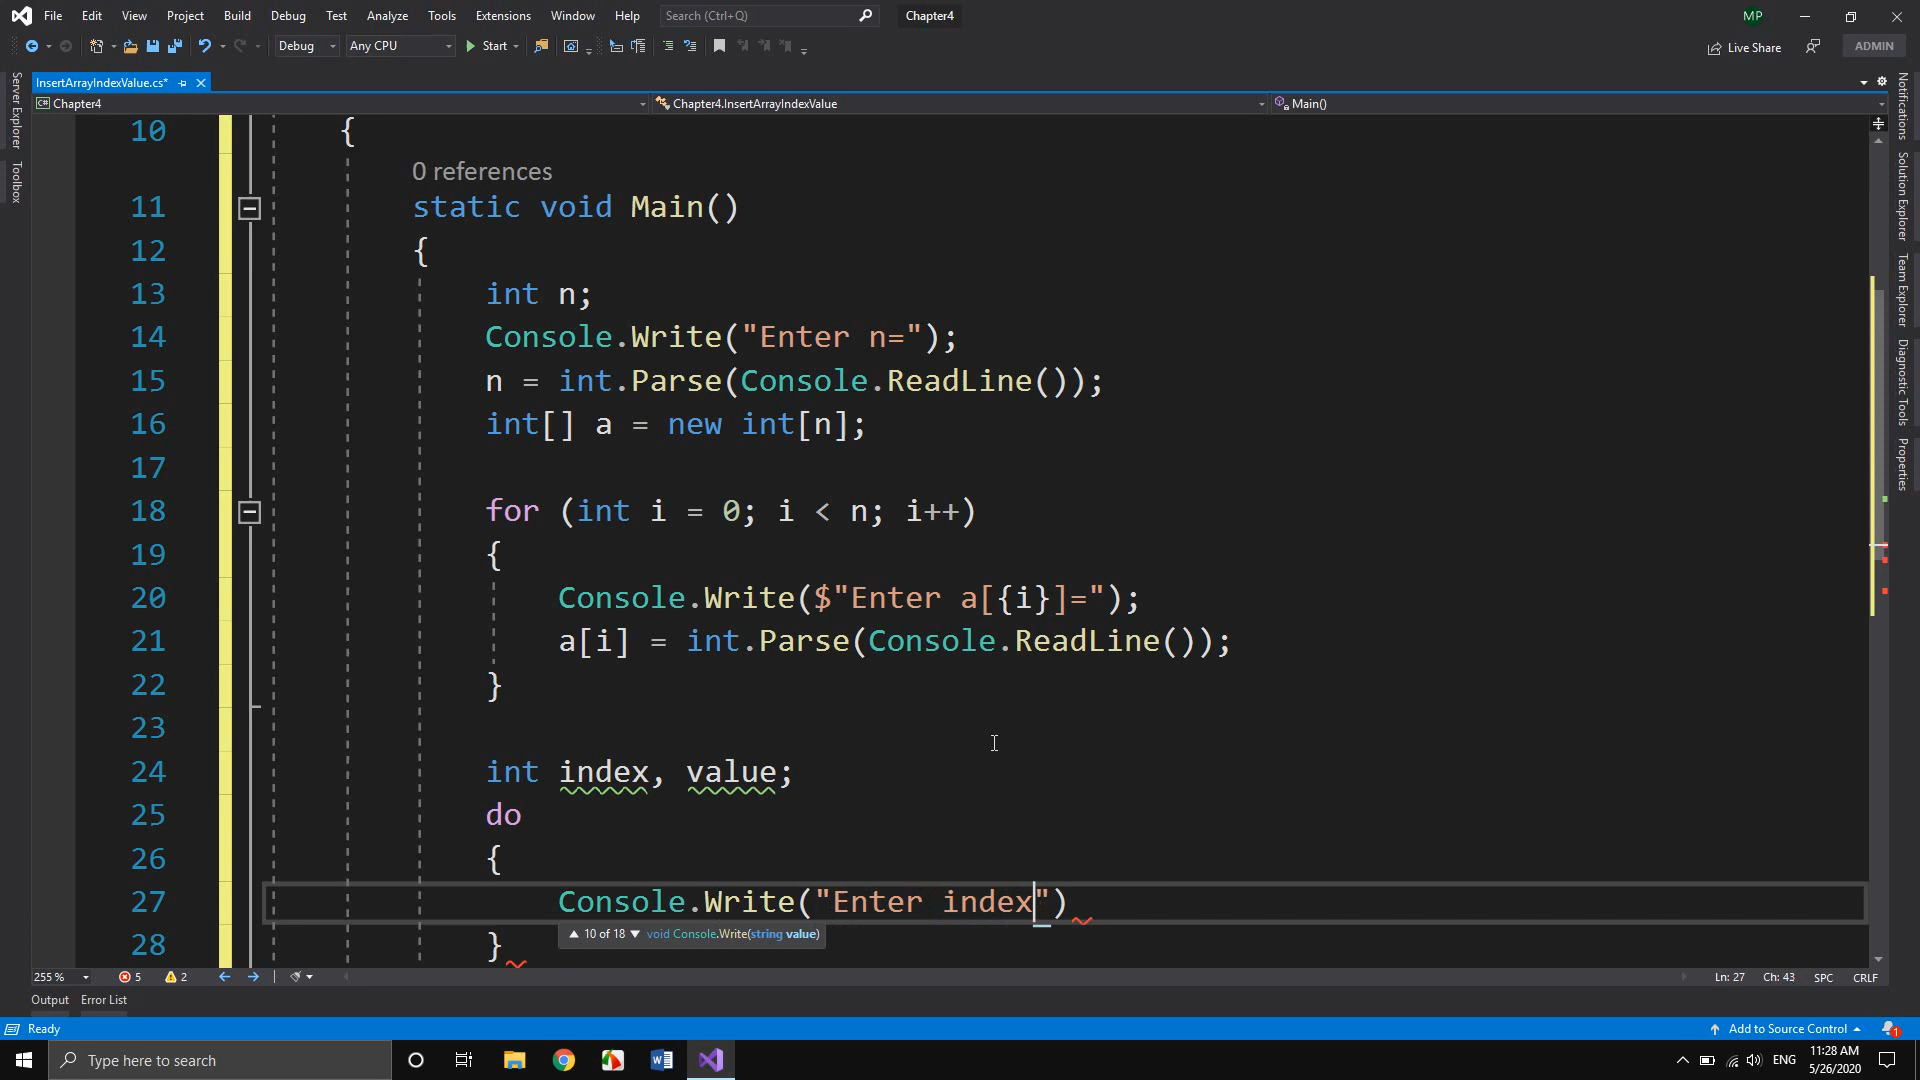 File Edit View Project Build Debug Test Analyze Tools Extensions Window Help Search (Ctrl+Q) Chapter4 MP
Debug Any CPU Start Live Share ADMIN
InsertArrayIndexValue.cs*
C# Chapter4 Chapter4.InsertArrayIndexValue Main()
Server Explorer
Toolbox
10 {
0 references
11 static void Main()
12 {
13 int n;
14 Console.Write("Enter n=");
15 n = int.Parse(Console.ReadLine());
16 int[] a = new int[n];
17
18 for (int i = 0; i < n; i++)
19 {
20 Console.Write($"Enter a[{i}]=");
21 a[i] = int.Parse(Console.ReadLine());
22 }
23
24 int index, value;
25 do
26 {
27 Console.Write("Enter index")
▲ 10 of 18 ▼ void Console.Write(string value)
28 }
Notifications
Solution Explorer
Team Explorer
Diagnostic Tools
Properties
255 % 5 2 Ln: 27 Ch: 43 SPC CRLF
Output Error List
Ready Add to Source Control 1
Type here to search ENG 11:28 AM
5/26/2020